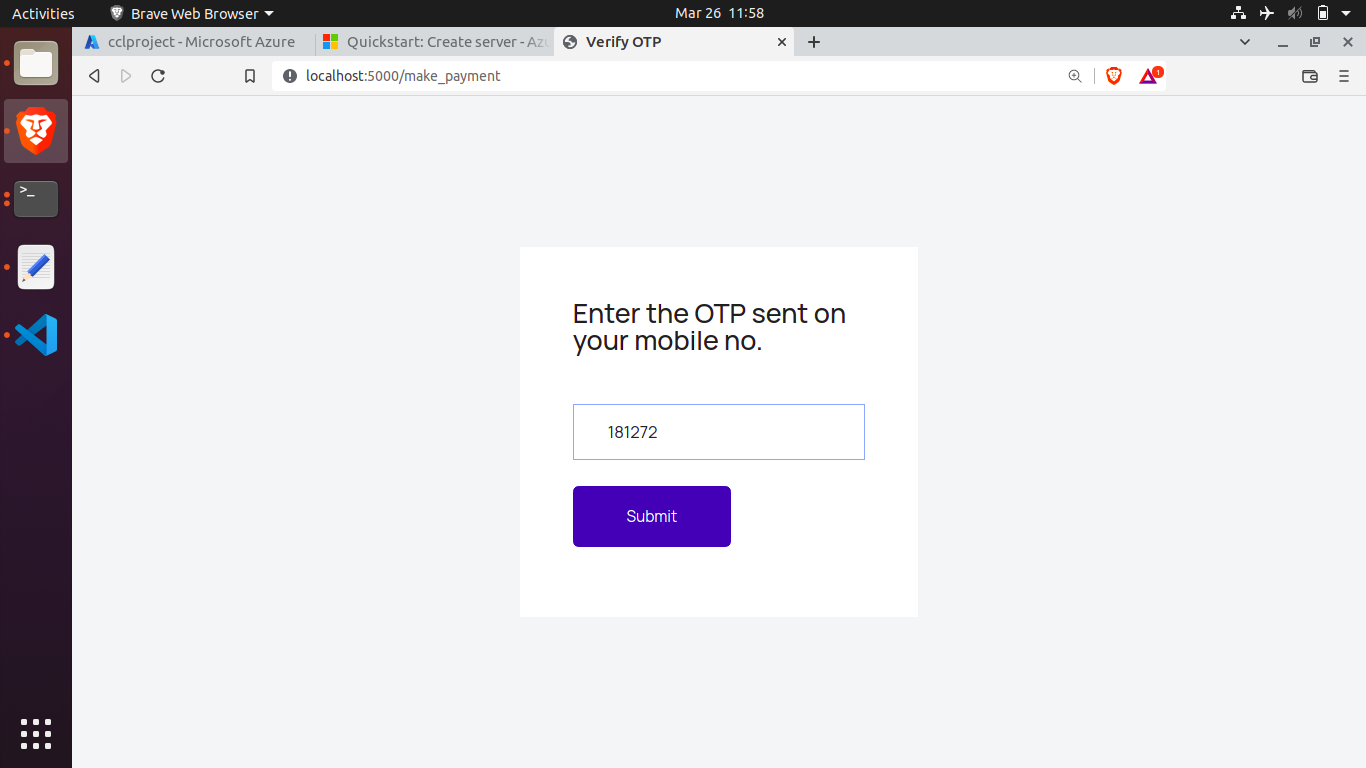 Activities
Brave Web Browser
Mar 26 11:58
cclproject - Microsoft Azure
Quickstart: Create server - Azu
Verify OTP
localhost:5000/make_payment
1
>_
Enter the OTP sent on
your mobile no.
181272
Submit